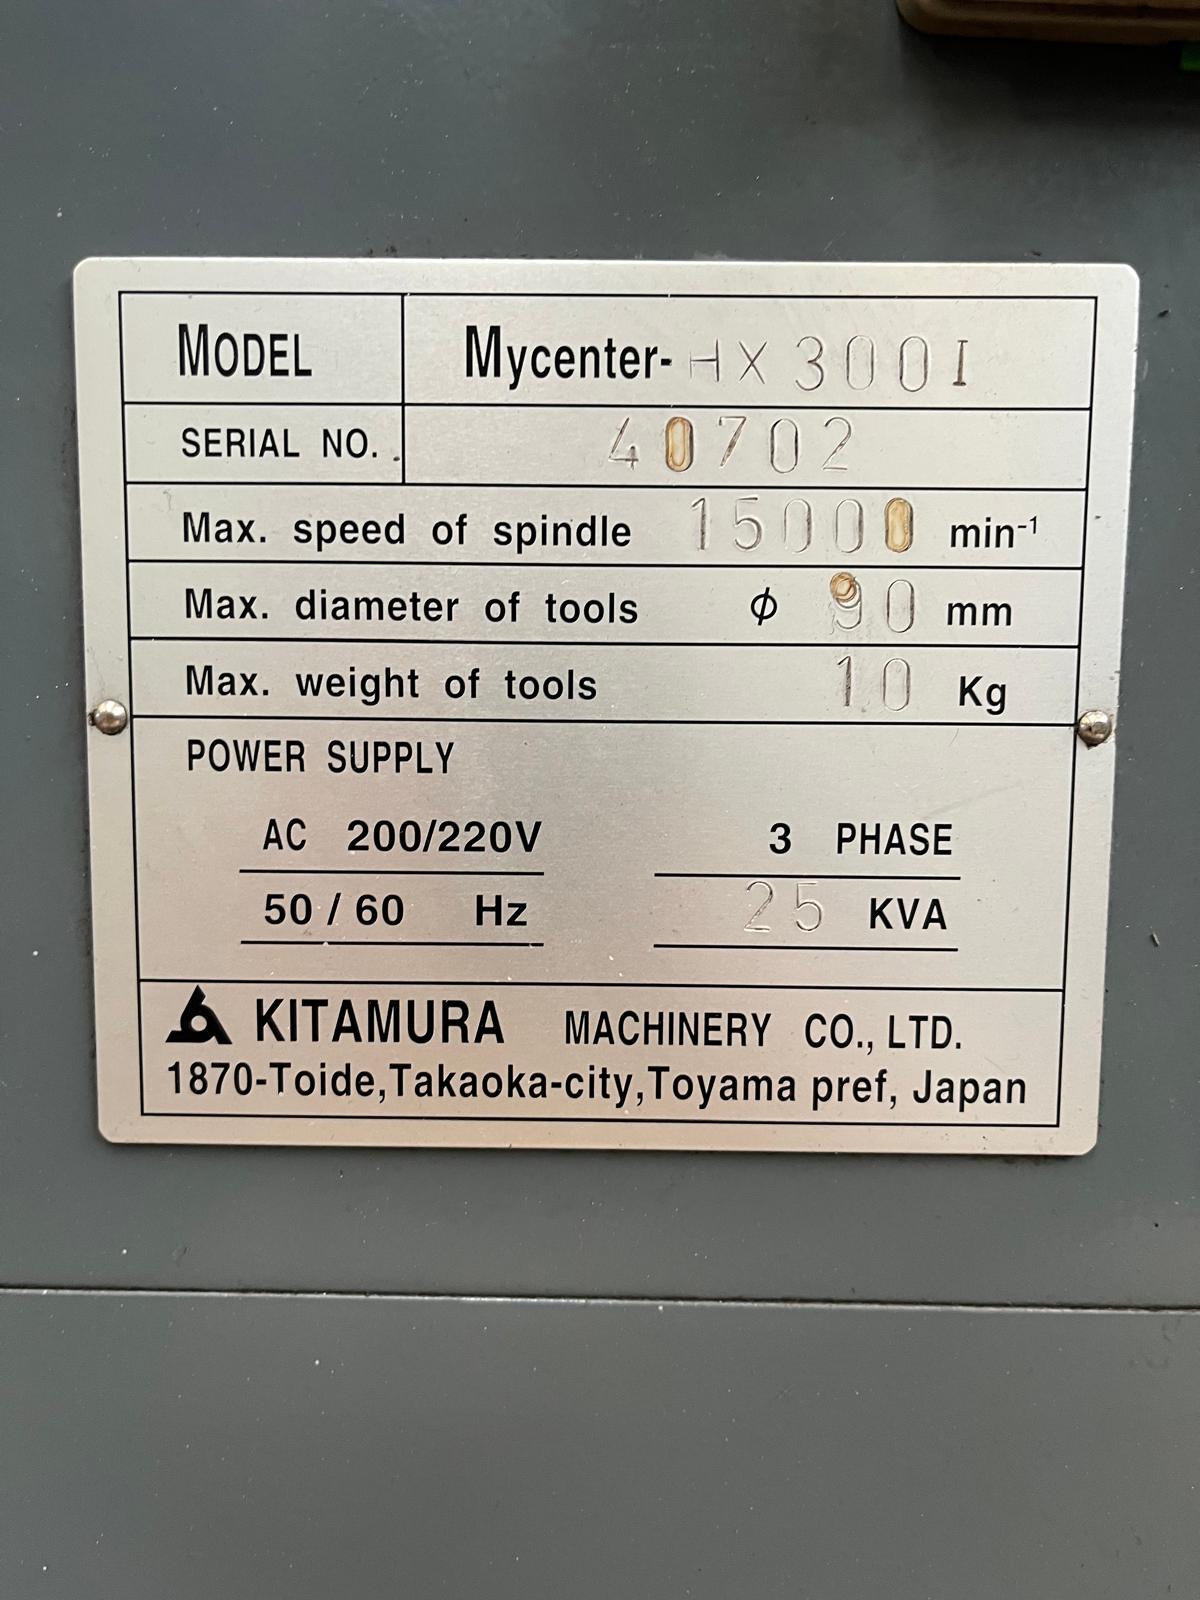 MODEL Mycenter-HX300I
SERIAL NO. 40702
Max. speed of spindle 15000 min-1
Max. diameter of tools φ 90 mm
Max. weight of tools 10 Kg
POWER SUPPLY
AC 200/220V 3 PHASE
50 / 60 Hz 25 KVA
KITAMURA MACHINERY CO., LTD.
1870-Toide,Takaoka-city,Toyama pref, Japan